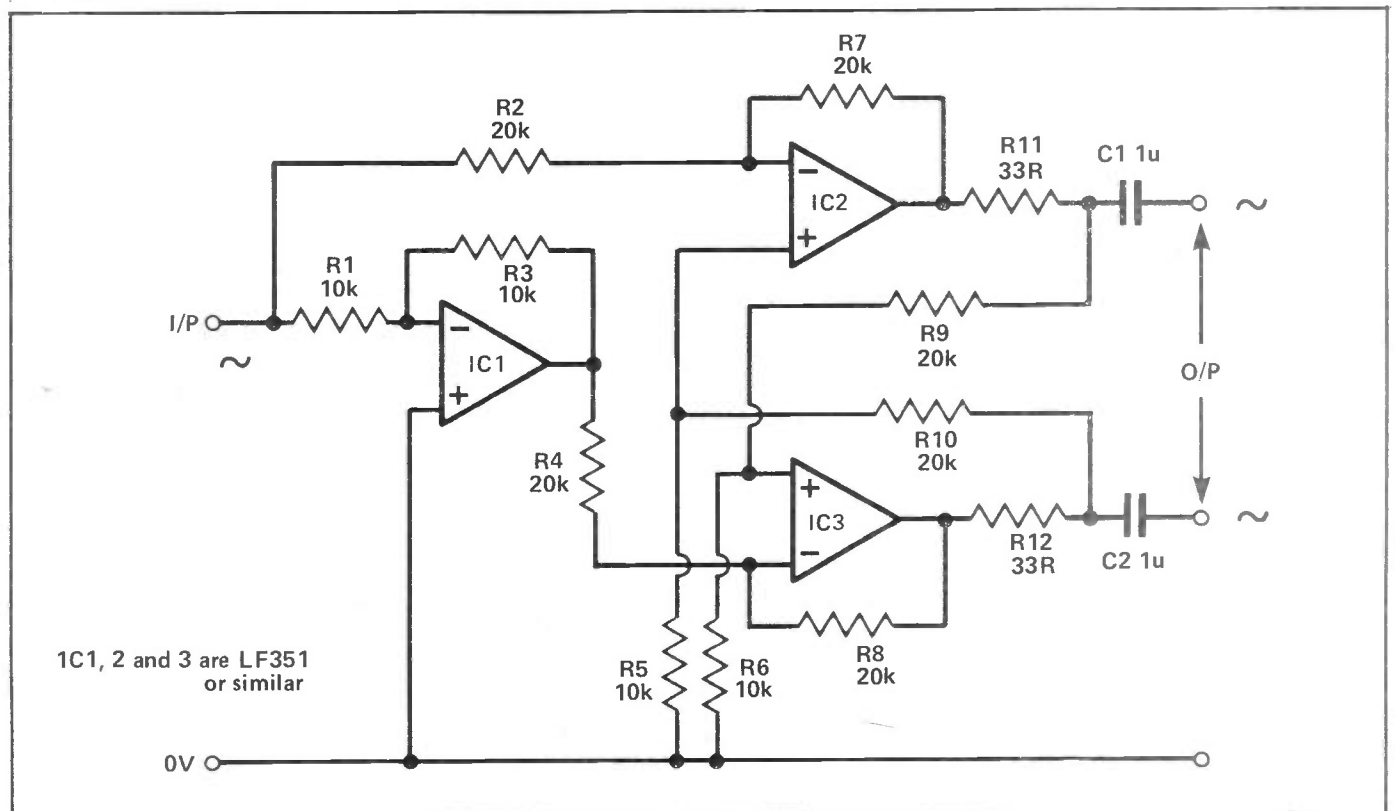 R7
20k
R2
20k
R11
33R
C1 1u
IC2
−
+
R1
10k
R3
10k
I/P
~
IC1
−
+
R9
20k
O/P
R10
20k
R4
20k
IC3
+
−
R12
33R
C2 1u
~
~
R5
10k
R6
10k
R8
20k
1C1, 2 and 3 are LF351
or similar
0V